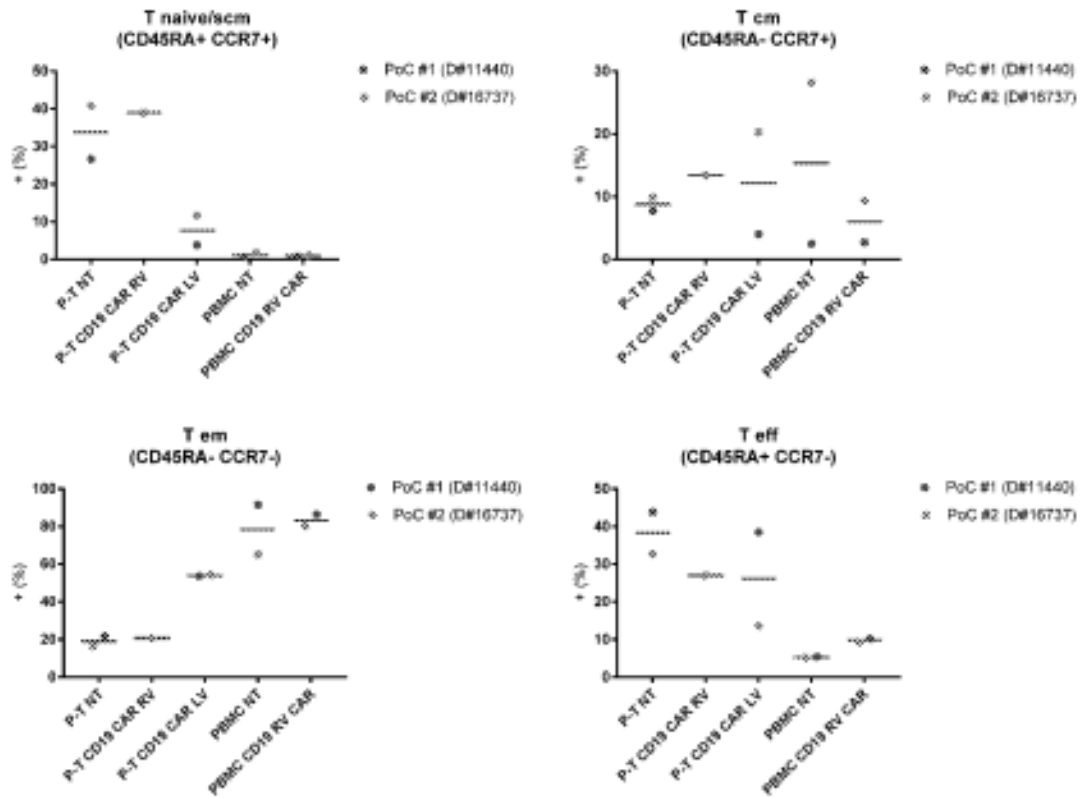 T naive/scm
(CD45RA+ CCR7+)
50
40
30
20
10
0
+ (%)
P-T NT
P-T CD19 CAR RV
P-T CD19 CAR LV
PBMC NT
PBMC CD19 RV CAR
PoC #1 (D#11440)
PoC #2 (D#16737)
T cm
(CD45RA- CCR7+)
30
20
10
0
+ (%)
P-T NT
P-T CD19 CAR RV
P-T CD19 CAR LV
PBMC NT
PBMC CD19 RV CAR
PoC #1 (D#11440)
PoC #2 (D#16737)
T em
(CD45RA- CCR7-)
100
80
60
40
20
0
+ (%)
P-T NT
P-T CD19 CAR RV
P-T CD19 CAR LV
PBMC NT
PBMC CD19 RV CAR
PoC #1 (D#11440)
PoC #2 (D#16737)
T eff
(CD45RA+ CCR7-)
50
40
30
20
10
0
+ (%)
P-T NT
P-T CD19 CAR RV
P-T CD19 CAR LV
PBMC NT
PBMC CD19 RV CAR
PoC #1 (D#11440)
PoC #2 (D#16737)